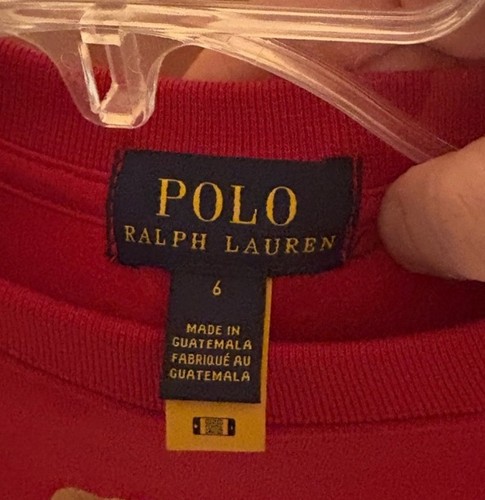 POLO
RALPH LAUREN
6
MADE IN
GUATEMALA
FABRIQUÉ AU
GUATEMALA